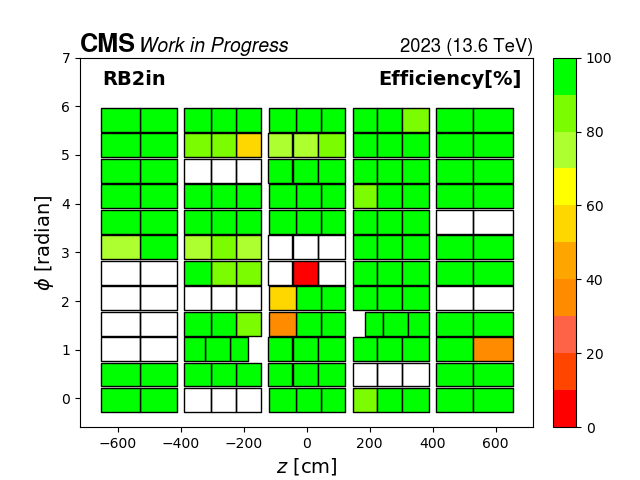 CMS Work in Progress 2023 (13.6 TeV)
RB2in Efficiency[%]
7
6
5
4
3
2
1
0
ϕ [radian]
−600 −400 −200 0 200 400 600
z [cm]
100
80
60
40
20
0